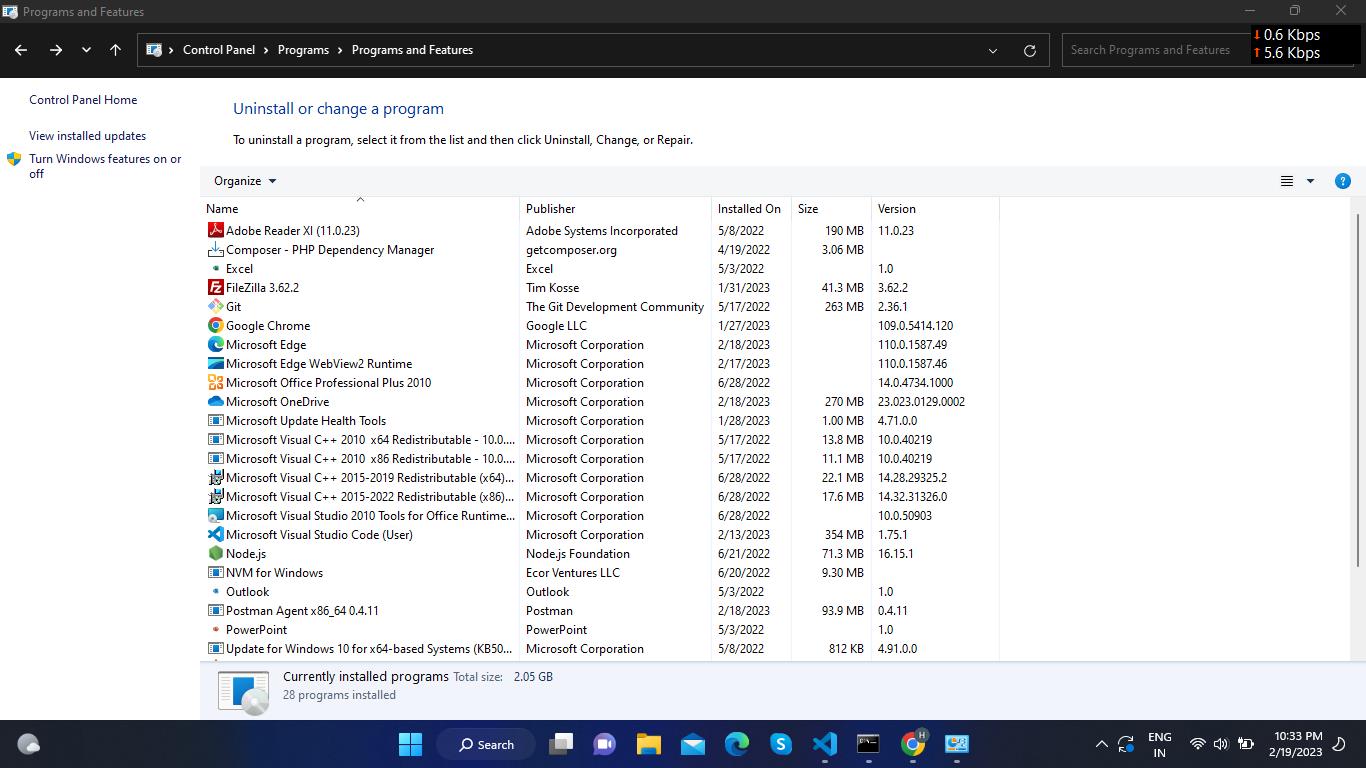 Programs and Features
Control Panel > Programs > Programs and Features
Search Programs and Features
↓ 0.6 Kbps
↑ 5.6 Kbps
Control Panel Home
View installed updates
Turn Windows features on or
off
Uninstall or change a program
To uninstall a program, select it from the list and then click Uninstall, Change, or Repair.
Organize
?
Name Publisher Installed On Size Version
Adobe Reader XI (11.0.23) Adobe Systems Incorporated 5/8/2022 190 MB 11.0.23
Composer - PHP Dependency Manager getcomposer.org 4/19/2022 3.06 MB
Excel Excel 5/3/2022 1.0
FileZilla 3.62.2 Tim Kosse 1/31/2023 41.3 MB 3.62.2
Git The Git Development Community 5/17/2022 263 MB 2.36.1
Google Chrome Google LLC 1/27/2023 109.0.5414.120
Microsoft Edge Microsoft Corporation 2/18/2023 110.0.1587.49
Microsoft Edge WebView2 Runtime Microsoft Corporation 2/17/2023 110.0.1587.46
Microsoft Office Professional Plus 2010 Microsoft Corporation 6/28/2022 14.0.4734.1000
Microsoft OneDrive Microsoft Corporation 2/18/2023 270 MB 23.023.0129.0002
Microsoft Update Health Tools Microsoft Corporation 1/28/2023 1.00 MB 4.71.0.0
Microsoft Visual C++ 2010 x64 Redistributable - 10.0.... Microsoft Corporation 5/17/2022 13.8 MB 10.0.40219
Microsoft Visual C++ 2010 x86 Redistributable - 10.0.... Microsoft Corporation 5/17/2022 11.1 MB 10.0.40219
Microsoft Visual C++ 2015-2019 Redistributable (x64)... Microsoft Corporation 6/28/2022 22.1 MB 14.28.29325.2
Microsoft Visual C++ 2015-2022 Redistributable (x86)... Microsoft Corporation 6/28/2022 17.6 MB 14.32.31326.0
Microsoft Visual Studio 2010 Tools for Office Runtime... Microsoft Corporation 6/28/2022 10.0.50903
Microsoft Visual Studio Code (User) Microsoft Corporation 2/13/2023 354 MB 1.75.1
Node.js Node.js Foundation 6/21/2022 71.3 MB 16.15.1
NVM for Windows Ecor Ventures LLC 6/20/2022 9.30 MB
Outlook Outlook 5/3/2022 1.0
Postman Agent x86_64 0.4.11 Postman 2/18/2023 93.9 MB 0.4.11
PowerPoint PowerPoint 5/3/2022 1.0
Update for Windows 10 for x64-based Systems (KB50... Microsoft Corporation 5/8/2022 812 KB 4.91.0.0
Currently installed programs Total size: 2.05 GB
28 programs installed
Search
H
ENG
IN
10:33 PM
2/19/2023